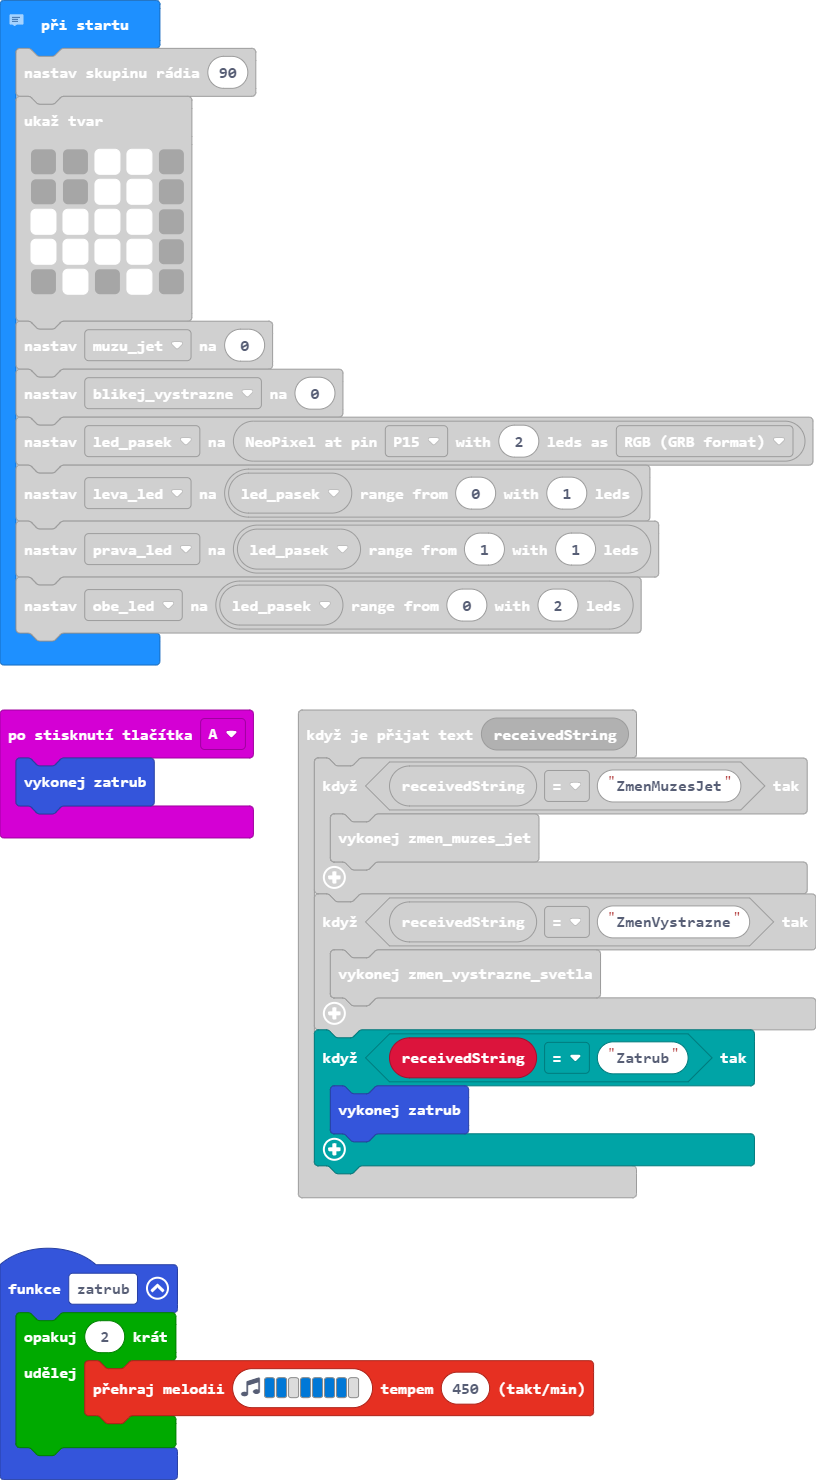 při startu
nastav skupinu rádia 90
ukaž tvar
nastav muzu_jet na 0
nastav blikej_vystrazne na 0
nastav led_pasek na NeoPixel at pin P15 with 2 leds as RGB (GRB format)
nastav leva_led na led_pasek range from 0 with 1 leds
nastav prava_led na led_pasek range from 1 with 1 leds
nastav obe_led na led_pasek range from 0 with 2 leds
po stisknutí tlačítka A
vykonej zatrub
když je přijat text receivedString
když receivedString = "ZmenMuzesJet" tak
vykonej zmen_muzes_jet
když receivedString = "ZmenVystrazne" tak
vykonej zmen_vystrazne_svetla
když receivedString = "Zatrub" tak
vykonej zatrub
funkce zatrub
opakuj 2 krát
udělej
přehraj melodii tempem 450 (takt/min)